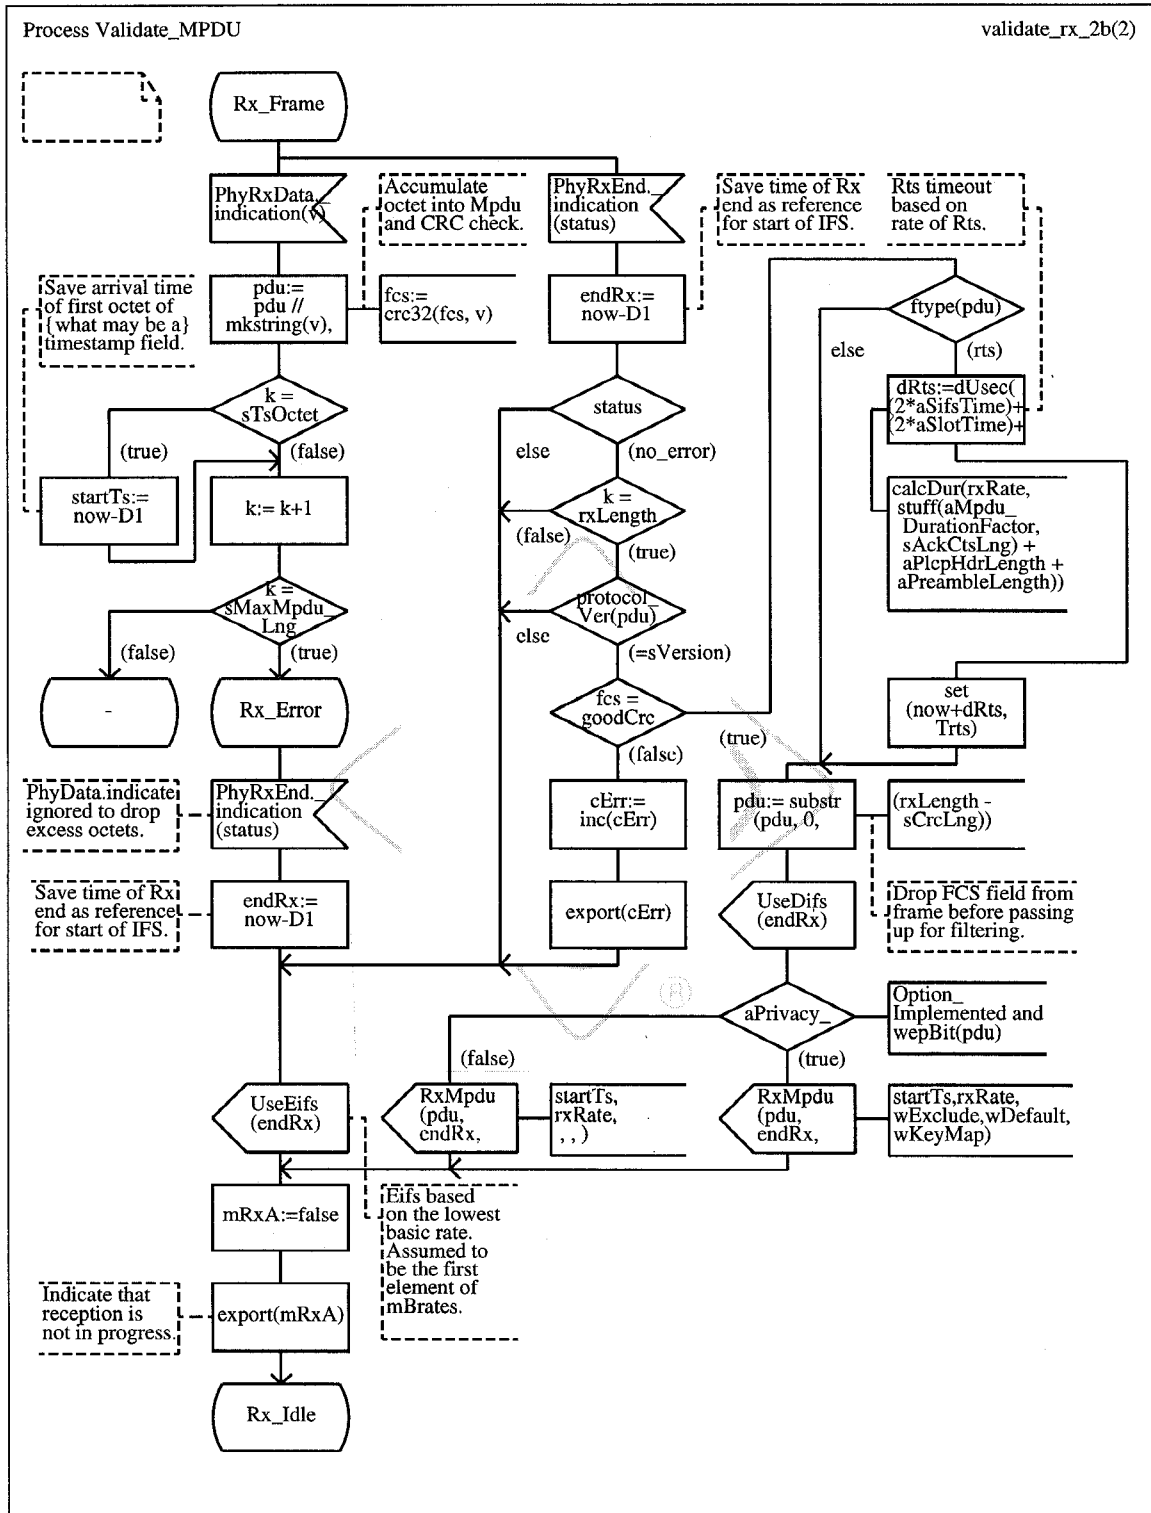 Process Validate_MPDU
validate_rx_2b(2)
Rx_Frame
PhyRxData._
indication(v)
Accumulate
octet into Mpdu
and CRC check.
PhyRxEnd._
indication
(status)
Save time of Rx
end as reference
for start of IFS.
Rts timeout
based on
rate of Rts.
Save arrival time
of first octet of
{what may be a}
timestamp field.
pdu:=
pdu //
mkstring(v),
fcs:=
crc32(fcs, v)
endRx:=
now-D1
ftype(pdu)
else
(rts)
k =
sTsOctet
(true)
(false)
status
else
(no_error)
dRts:=dUsec(
(2*aSifsTime)+
(2*aSlotTime)+
startTs:=
now-D1
k:= k+1
k =
rxLength
(false)
(true)
calcDur(rxRate,
stuff(aMpdu_
DurationFactor,
sAckCtsLng) +
aPlcpHdrLength +
aPreambleLength))
k =
sMaxMpdu_
Lng
(false)
(true)
protocol_
Ver(pdu)
else
(=sVersion)
-
Rx_Error
fcs =
goodCrc
(true)
(false)
set
(now+dRts,
Trts)
PhyData.indicate
ignored to drop
excess octets.
PhyRxEnd._
indication
(status)
cErr:=
inc(cErr)
pdu:= substr
(pdu, 0,
(rxLength -
sCrcLng))
Save time of Rx
end as reference
for start of IFS.
endRx:=
now-D1
export(cErr)
UseDifs
(endRx)
Drop FCS field from
frame before passing
up for filtering.
®
aPrivacy_
Option_
Implemented and
wepBit(pdu)
(false)
(true)
UseEifs
(endRx)
RxMpdu
(pdu,
endRx,
startTs,
rxRate,
, , )
RxMpdu
(pdu,
endRx,
startTs,rxRate,
wExclude,wDefault,
wKeyMap)
mRxA:=false
Eifs based
on the lowest
basic rate.
Assumed to
be the first
element of
mBrates.
Indicate that
reception is
not in progress.
export(mRxA)
Rx_Idle